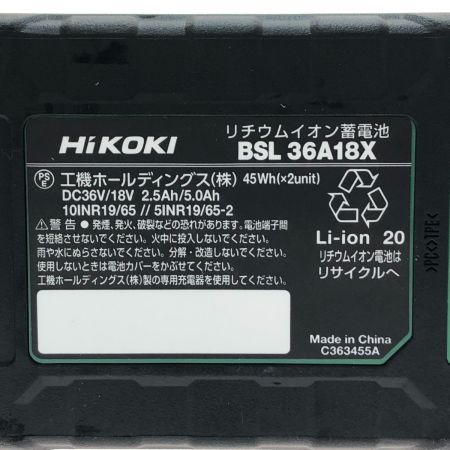 HiKOKI
リチウムイオン蓄電池
BSL 36A18X
PS
E
工機ホールディングス(株) 45Wh(×2unit)
DC36V/18V 2.5Ah/5.0Ah
10INR19/65 // 5INR19/65-2
警告 ● 発煙、発火、破裂などの恐れがあります。電池端子間
を短絡させないでください。火中に投入しないでください。
雨や水にぬらさないでください。分解・改造しないでください。
使用しないときは電池カバーをかぶせてください。
工機ホールディングス(株)製の専用充電器を使用してください。
Li-ion 20
リチウムイオン電池は
リサイクルへ
Made in China
C363455A
>PC◇TPE<